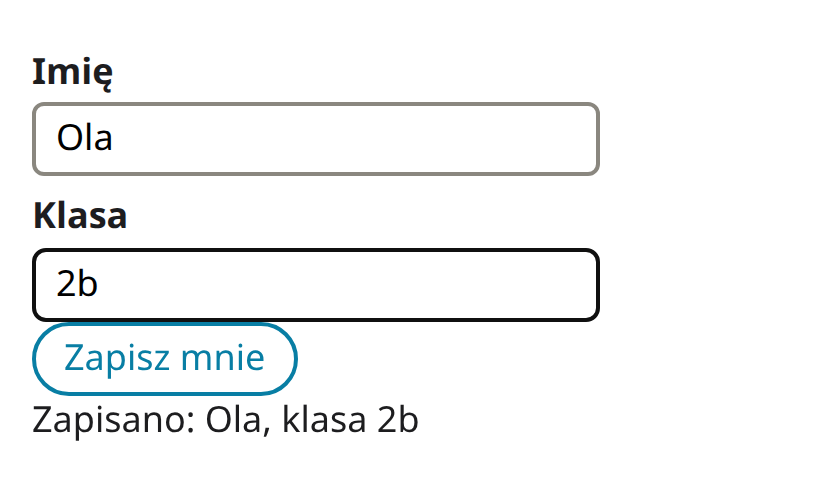 Imię
Ola
Klasa
2b
Zapisz mnie
Zapisano: Ola, klasa 2b